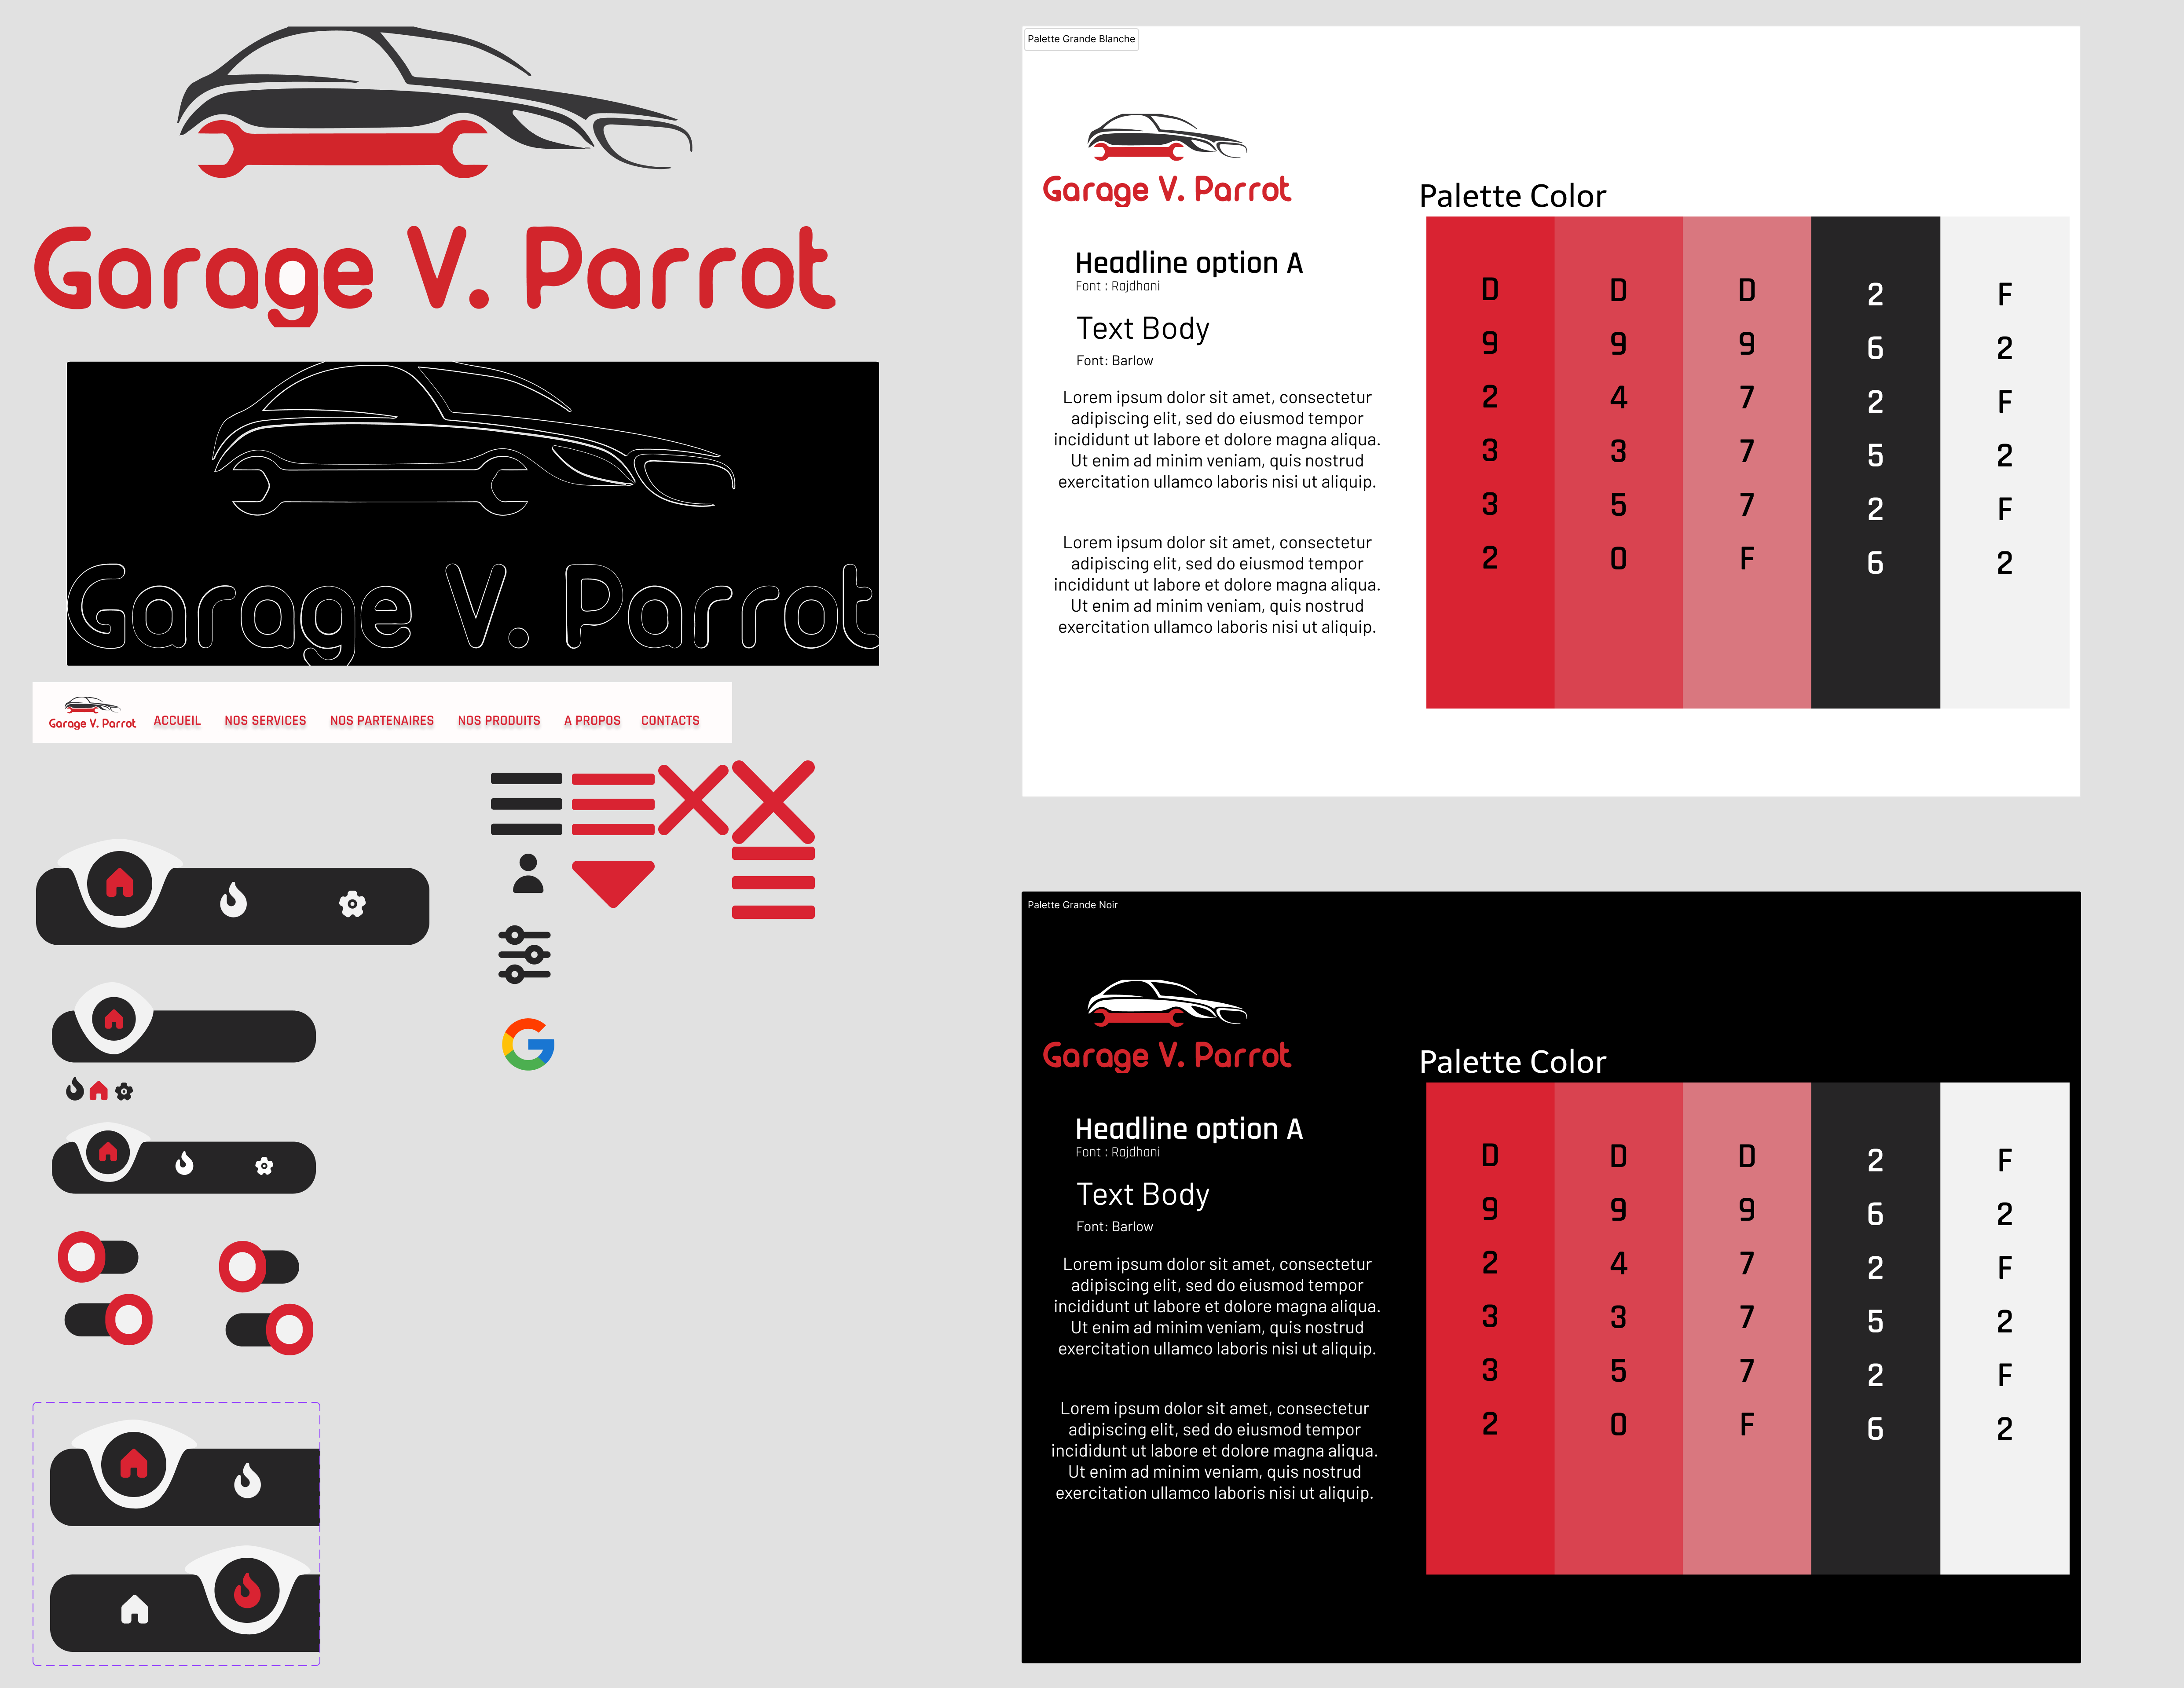 Garage V. Parrot
Garage V. Parrot
Garage V. Parrot
ACCUEIL NOS SERVICES NOS PARTENAIRES NOS PRODUITS A PROPOS CONTACTS
Palette Grande Blanche
Garage V. Parrot
Headline option A
Font : Rajdhani
Text Body
Font: Barlow
Lorem ipsum dolor sit amet, consectetur
adipiscing elit, sed do eiusmod tempor
incididunt ut labore et dolore magna aliqua.
Ut enim ad minim veniam, quis nostrud
exercitation ullamco laboris nisi ut aliquip.
Lorem ipsum dolor sit amet, consectetur
adipiscing elit, sed do eiusmod tempor
incididunt ut labore et dolore magna aliqua.
Ut enim ad minim veniam, quis nostrud
exercitation ullamco laboris nisi ut aliquip.
Palette Color
D92332
D94350
D9777F
262526
F2F2F2
Palette Grande Noir
Garage V. Parrot
Headline option A
Font : Rajdhani
Text Body
Font: Barlow
Lorem ipsum dolor sit amet, consectetur
adipiscing elit, sed do eiusmod tempor
incididunt ut labore et dolore magna aliqua.
Ut enim ad minim veniam, quis nostrud
exercitation ullamco laboris nisi ut aliquip.
Lorem ipsum dolor sit amet, consectetur
adipiscing elit, sed do eiusmod tempor
incididunt ut labore et dolore magna aliqua.
Ut enim ad minim veniam, quis nostrud
exercitation ullamco laboris nisi ut aliquip.
Palette Color
D92332
D94350
D9777F
262526
F2F2F2